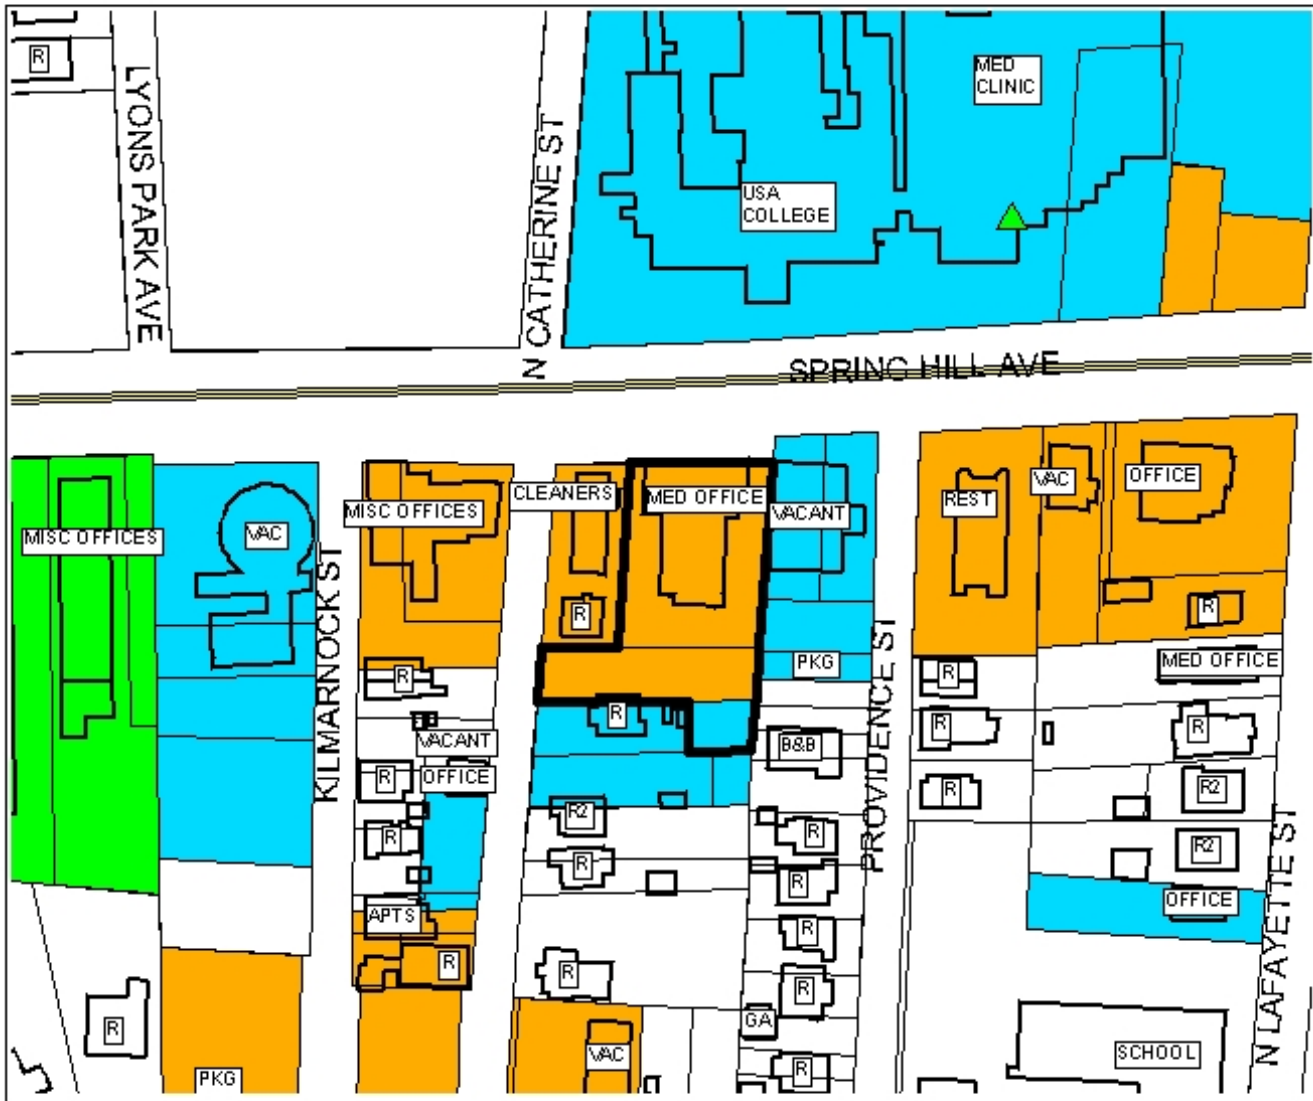 R
LYONS PARK AVE
N CATHERINE ST
MED
CLINIC
USA
COLLEGE
SPRING HILL AVE
MISC OFFICES
VAC
KILMARNOCK ST
MISC OFFICES
CLEANERS
MED OFFICE
VACANT
REST
VAC
OFFICE
R
R
PROVIDENCE ST
PKG
R
MED OFFICE
R
R
R
R
VACANT
B&B
OFFICE
R
R
R2
R2
R
R
R
R2
R
R
APTS
OFFICE
R
R
R
R
N LAFAYETTE ST
R
GA
VAC
SCHOOL
PKG
R